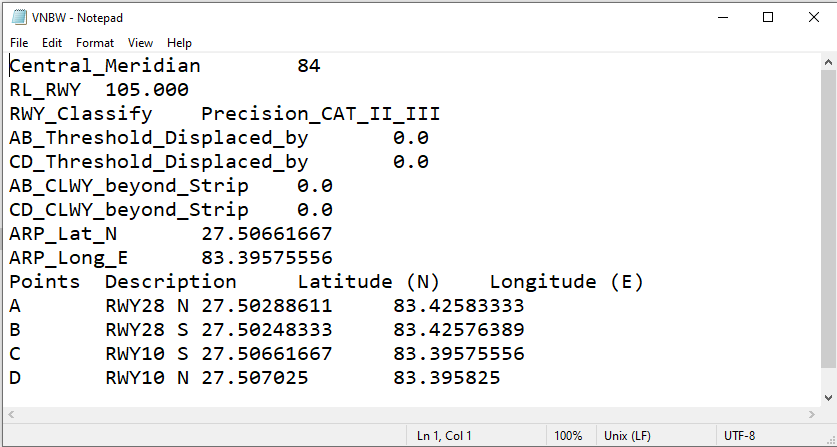 VNBW - Notepad
File Edit Format View Help
Central_Meridian 84
RL_RWY 105.000
RWY_Classify Precision_CAT_II_III
AB_Threshold_Displaced_by 0.0
CD_Threshold_Displaced_by 0.0
AB_CLWY_beyond_Strip 0.0
CD_CLWY_beyond_Strip 0.0
ARP_Lat_N 27.50661667
ARP_Long_E 83.39575556
Points Description Latitude (N) Longitude (E)
A RWY28 N 27.50288611 83.42583333
B RWY28 S 27.50248333 83.42576389
C RWY10 S 27.50661667 83.39575556
D RWY10 N 27.507025 83.395825
Ln 1, Col 1 100% Unix (LF) UTF-8